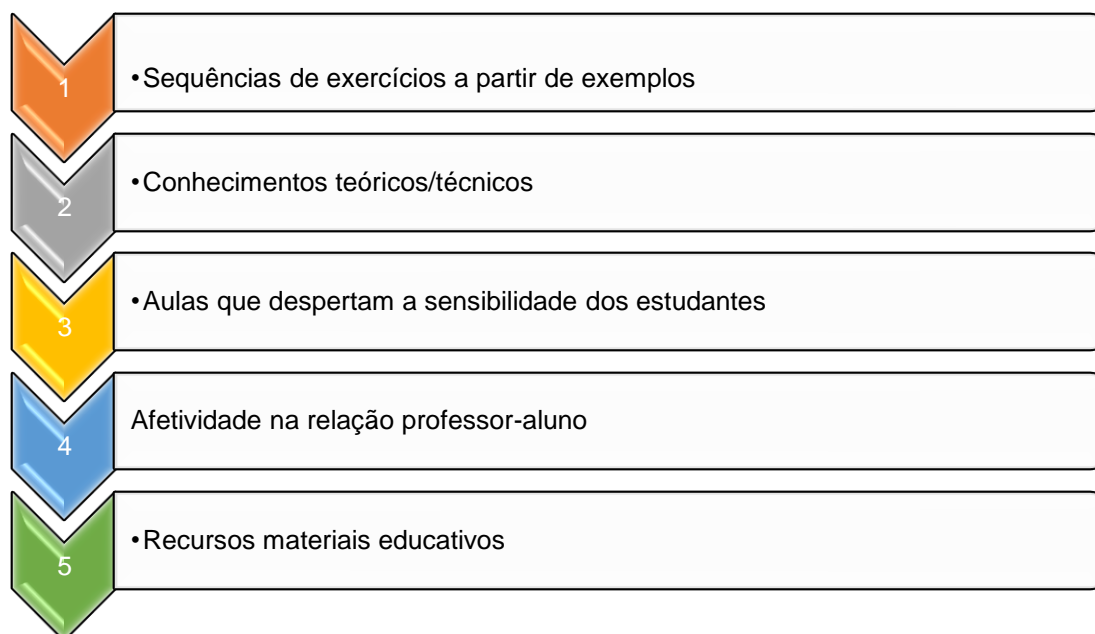 1
•Sequências de exercícios a partir de exemplos
2
•Conhecimentos teóricos/técnicos
3
•Aulas que despertam a sensibilidade dos estudantes
4
Afetividade na relação professor-aluno
5
•Recursos materiais educativos